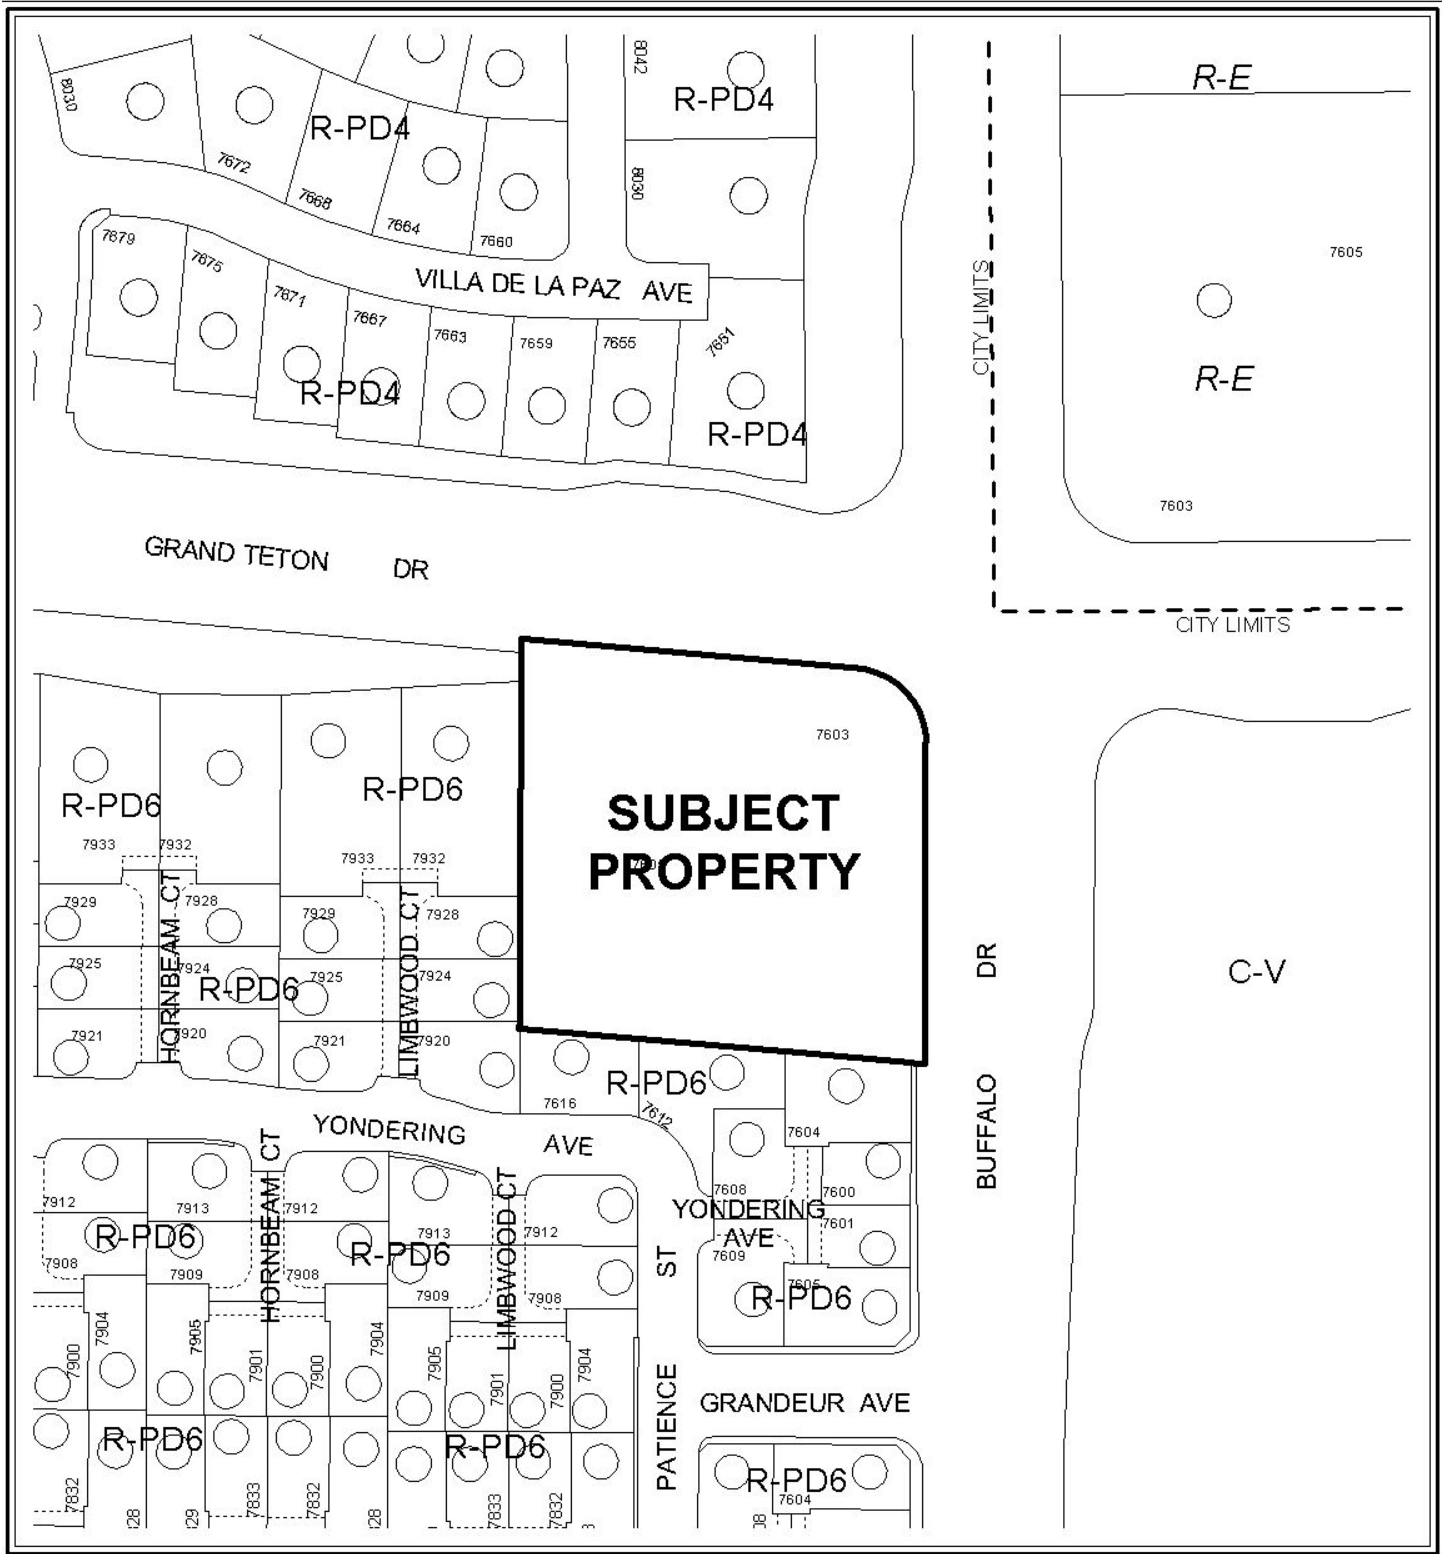 8042
R-E
8030
R-PD4
R-PD4
7672
8030
7668
7664
7660
7679
7675
7605
VILLA DE LA PAZ AVE
7671
7667
7663
7659
7655
7651
CITY LIMITS
R-E
R-PD4
R-PD4
7603
GRAND TETON DR
CITY LIMITS
7603
SUBJECT
PROPERTY
R-PD6
R-PD6
7933
7932
7933
7932
7929
7928
7929
7928
HORNBEAM CT
LIMBWOOD CT
BUFFALO DR
C-V
7925
7924
7925
7924
R-PD6
7921
7920
7921
7920
R-PD6
7616
7612
7604
YONDERING AVE
HORNBEAM CT
LIMBWOOD CT
7912
7913
7912
7913
7912
7608
7600
YONDERING
AVE
7601
7609
7605
R-PD6
R-PD6
R-PD6
7908
7909
7908
7909
7908
PATIENCE ST
7900
7904
7905
7901
7900
7904
7905
7901
7900
7904
GRANDEUR AVE
R-PD6
R-PD6
R-PD6
7832
7833
7832
7833
7832
7604